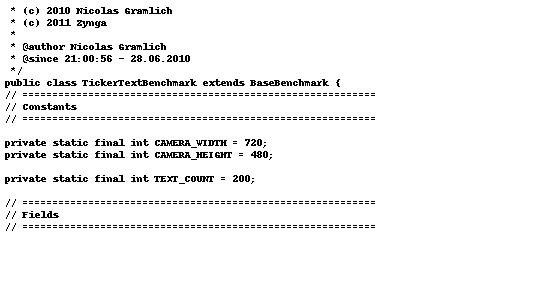 * (c) 2010 Nicolas Gramlich
* (c) 2011 Zynga
*
* @author Nicolas Gramlich
* @since 21:00:56 - 28.06.2010
*/
public class TickerTextBenchmark extends BaseBenchmark {
// ===========================================================
// Constants
// ===========================================================
private static final int CAMERA_WIDTH = 720;
private static final int CAMERA_HEIGHT = 480;
private static final int TEXT_COUNT = 200;
// ===========================================================
// Fields
// ===========================================================